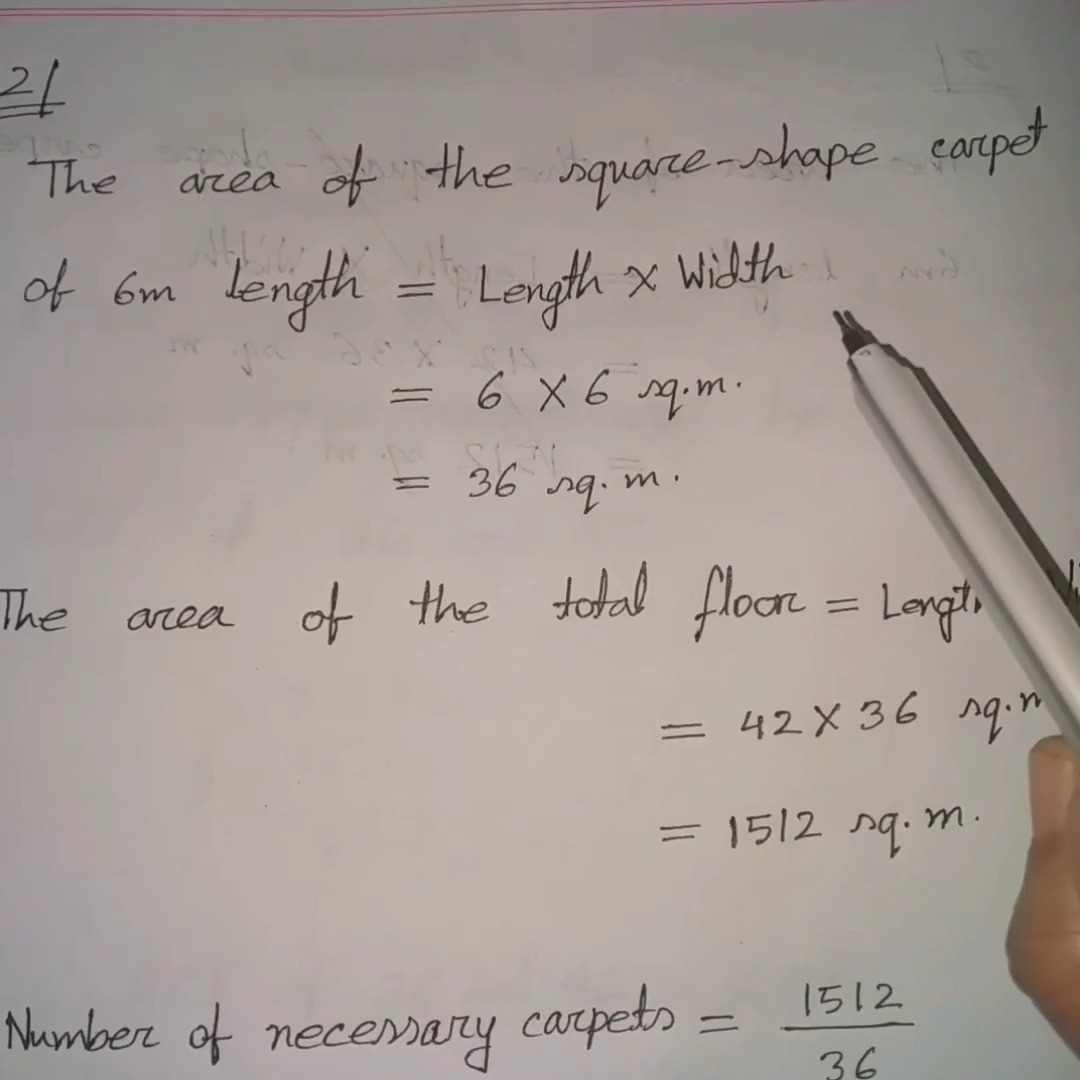 2/
The area of the square-shape carpet
of 6m length = Length × Width
= 6 × 6 sq.m.
= 36 sq. m.
The area of the total floor = Length
= 42 × 36 sq.m
= 1512 sq. m.
Number of necessary carpets = 1512
36